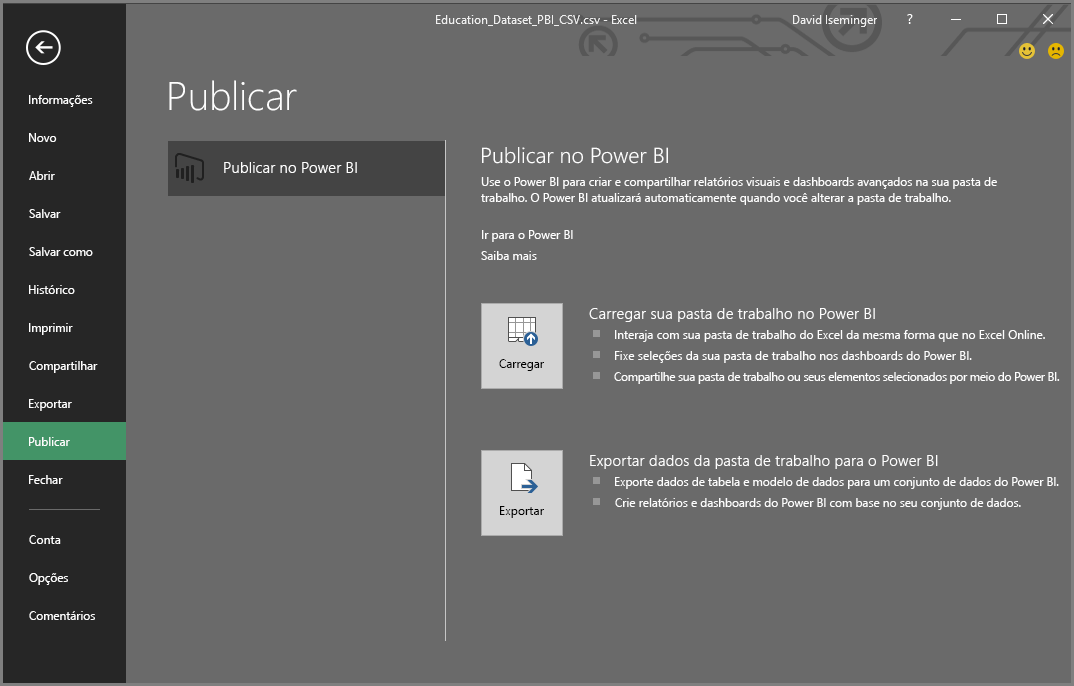 Education_Dataset_PBI_CSV.csv - Excel
David Iseminger
?
Informações
Novo
Abrir
Salvar
Salvar como
Histórico
Imprimir
Compartilhar
Exportar
Publicar
Fechar
Conta
Opções
Comentários
Publicar
Publicar no Power BI
Publicar no Power BI
Use o Power BI para criar e compartilhar relatórios visuais e dashboards avançados na sua pasta de
trabalho. O Power BI atualizará automaticamente quando você alterar a pasta de trabalho.
Ir para o Power BI
Saiba mais
Carregar
Carregar sua pasta de trabalho no Power BI
Interaja com sua pasta de trabalho do Excel da mesma forma que no Excel Online.
Fixe seleções da sua pasta de trabalho nos dashboards do Power BI.
Compartilhe sua pasta de trabalho ou seus elementos selecionados por meio do Power BI.
Exportar
Exportar dados da pasta de trabalho para o Power BI
Exporte dados de tabela e modelo de dados para um conjunto de dados do Power BI.
Crie relatórios e dashboards do Power BI com base no seu conjunto de dados.